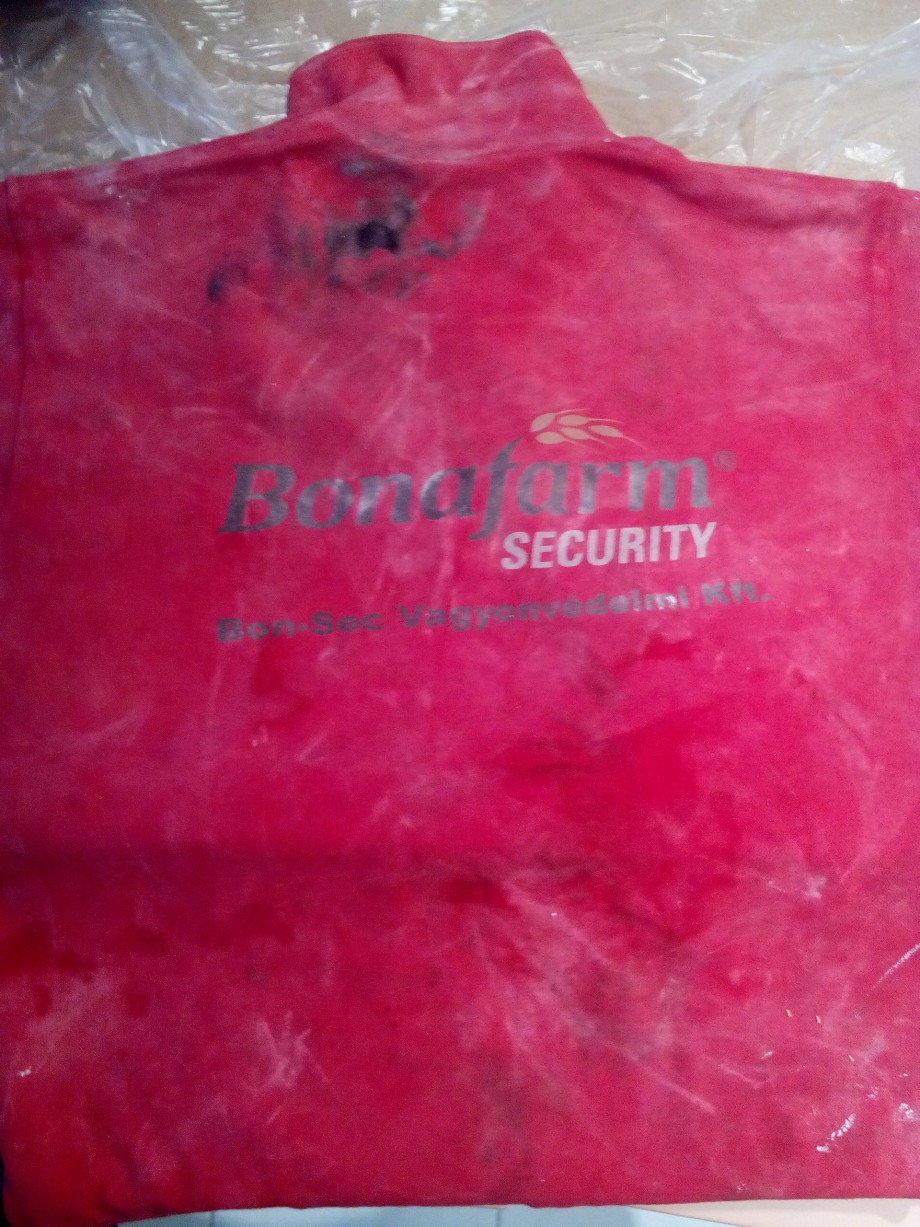 Bonafarm®
SECURITY
Bon-Sec Vagyonvédelmi Kft.